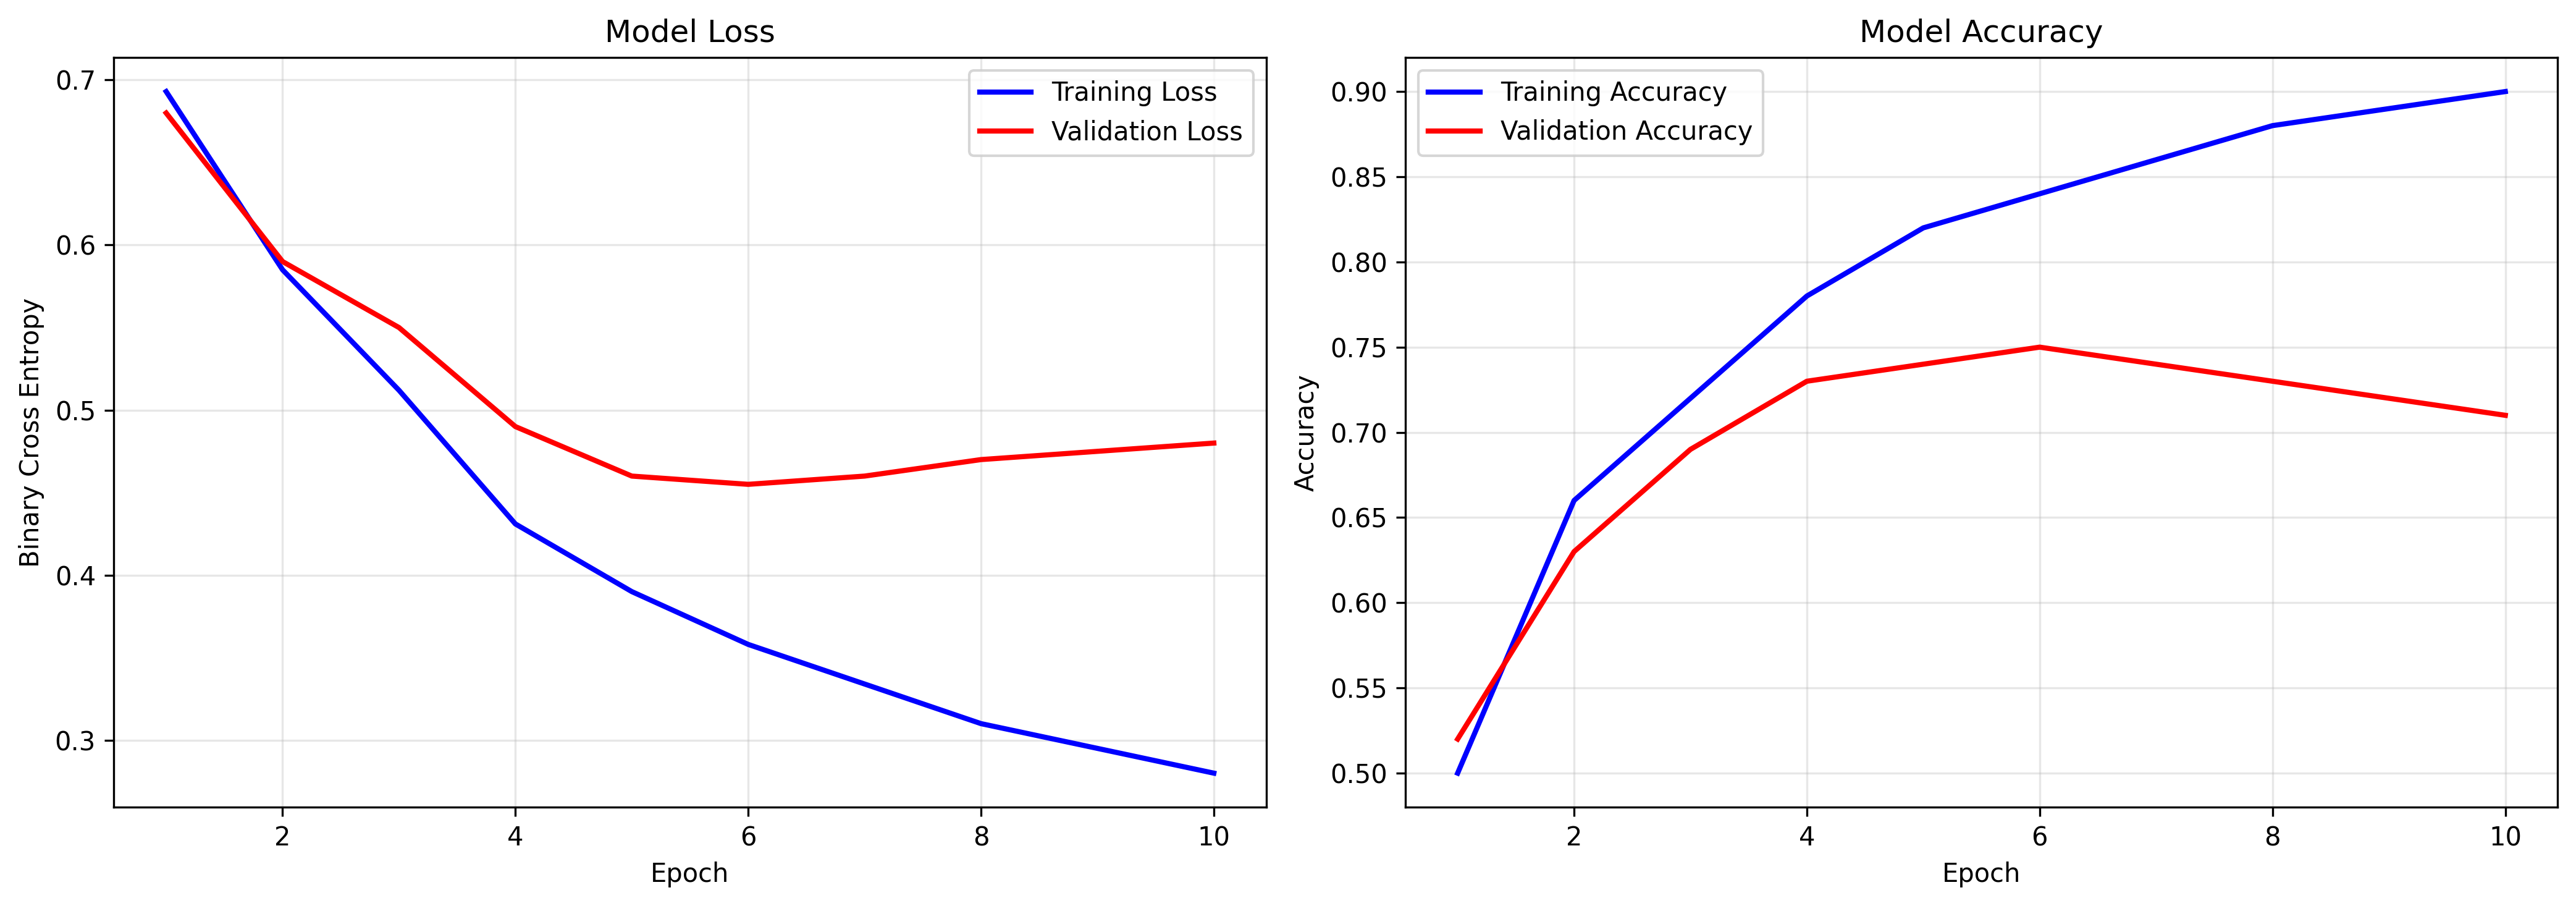 Model Loss
Training Loss
Validation Loss
0.7
0.6
0.5
0.4
0.3
Binary Cross Entropy
2 4 6 8 10
Epoch
Model Accuracy
Training Accuracy
Validation Accuracy
0.90
0.85
0.80
0.75
0.70
0.65
0.60
0.55
0.50
Accuracy
2 4 6 8 10
Epoch